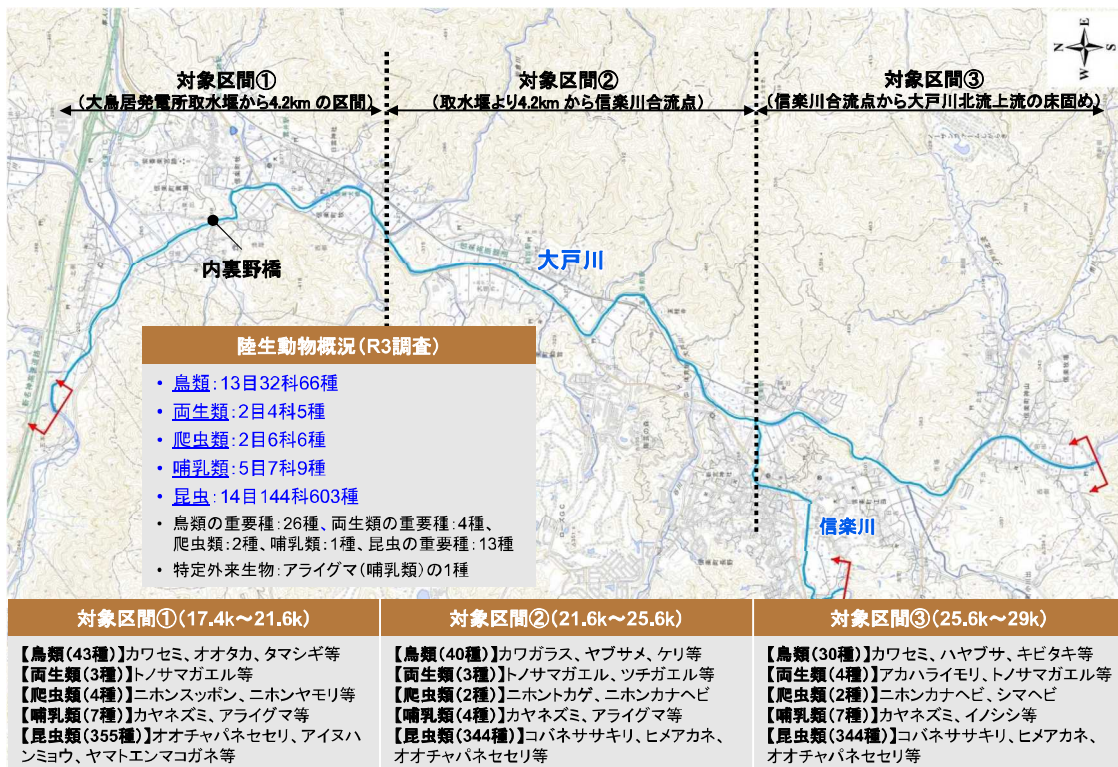 対象区間①
(大鳥居発電所取水堰から4.2km の区間)
対象区間②
(取水堰より4.2km から信楽川合流点)
対象区間③
(信楽川合流点から大戸川北流上流の床固め)
N
E
S
W
内裏野橋
大戸川
信楽川
新名神高速道路
陸生動物概況(R3調査)
・鳥類:13目32科66種
・両生類:2目4科5種
・爬虫類:2目6科6種
・哺乳類:5目7科9種
・昆虫:14目144科603種
・鳥類の重要種:26種、両生類の重要種:4種、
爬虫類:2種、哺乳類:1種、昆虫の重要種:13種
・特定外来生物:アライグマ(哺乳類)の1種
対象区間①(17.4k～21.6k)
【鳥類(43種)】カワセミ、オオタカ、タマシギ等
【両生類(3種)】トノサマガエル等
【爬虫類(4種)】ニホンスッポン、ニホンヤモリ等
【哺乳類(7種)】カヤネズミ、アライグマ等
【昆虫類(355種)】オオチャバネセセリ、アイヌハ
ンミョウ、ヤマトエンマコガネ等
対象区間②(21.6k～25.6k)
【鳥類(40種)】カワガラス、ヤブサメ、ケリ等
【両生類(3種)】トノサマガエル、ツチガエル等
【爬虫類(2種)】ニホントカゲ、ニホンカナヘビ
【哺乳類(4種)】カヤネズミ、アライグマ等
【昆虫類(344種)】コバネササキリ、ヒメアカネ、
オオチャバネセセリ等
対象区間③(25.6k～29k)
【鳥類(30種)】カワセミ、ハヤブサ、キビタキ等
【両生類(4種)】アカハライモリ、トノサマガエル等
【爬虫類(2種)】ニホンカナヘビ、シマヘビ
【哺乳類(7種)】カヤネズミ、イノシシ等
【昆虫類(344種)】コバネササキリ、ヒメアカネ、
オオチャバネセセリ等